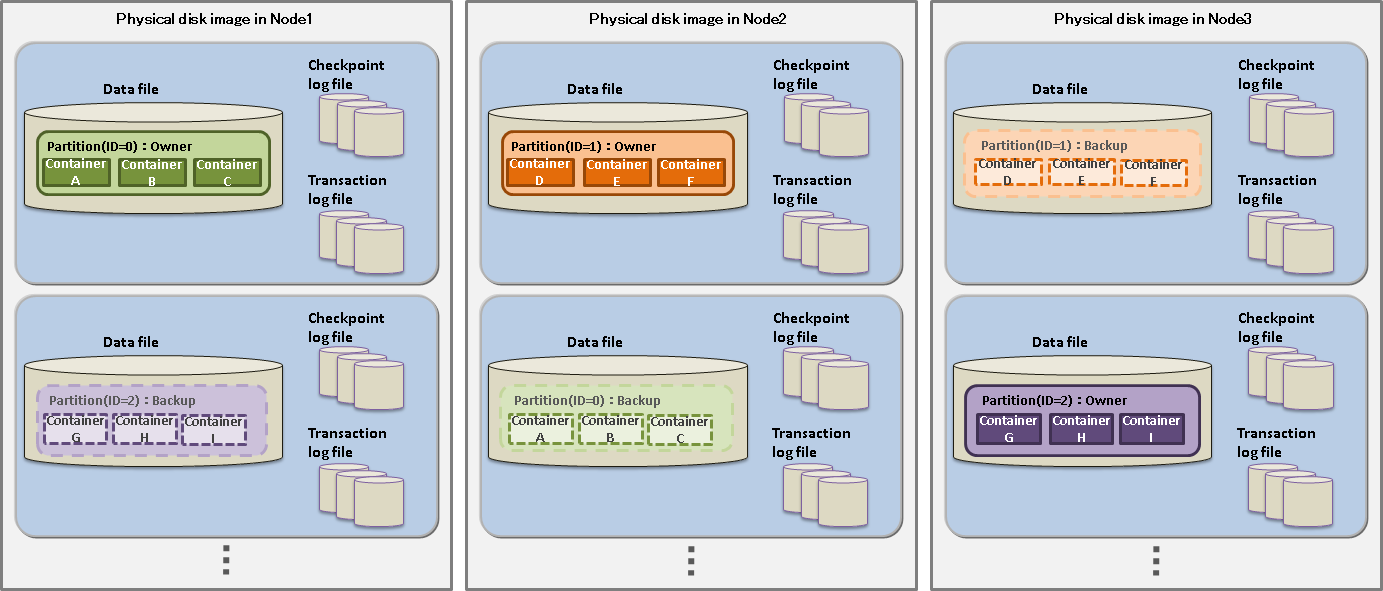 Physical disk image in Node1
Data file
Checkpoint
log file
Partition(ID=0) : Owner
Container
A
Container
B
Container
C
Transaction
log file
Data file
Checkpoint
log file
Partition(ID=2) : Backup
Container
G
Container
H
Container
I
Transaction
log file
Physical disk image in Node2
Data file
Checkpoint
log file
Partition(ID=1) : Owner
Container
D
Container
E
Container
F
Transaction
log file
Data file
Checkpoint
log file
Partition(ID=0) : Backup
Container
A
Container
B
Container
C
Transaction
log file
Physical disk image in Node3
Data file
Checkpoint
log file
Partition(ID=1) : Backup
Container
D
Container
E
Container
F
Transaction
log file
Data file
Checkpoint
log file
Partition(ID=2) : Owner
Container
G
Container
H
Container
I
Transaction
log file